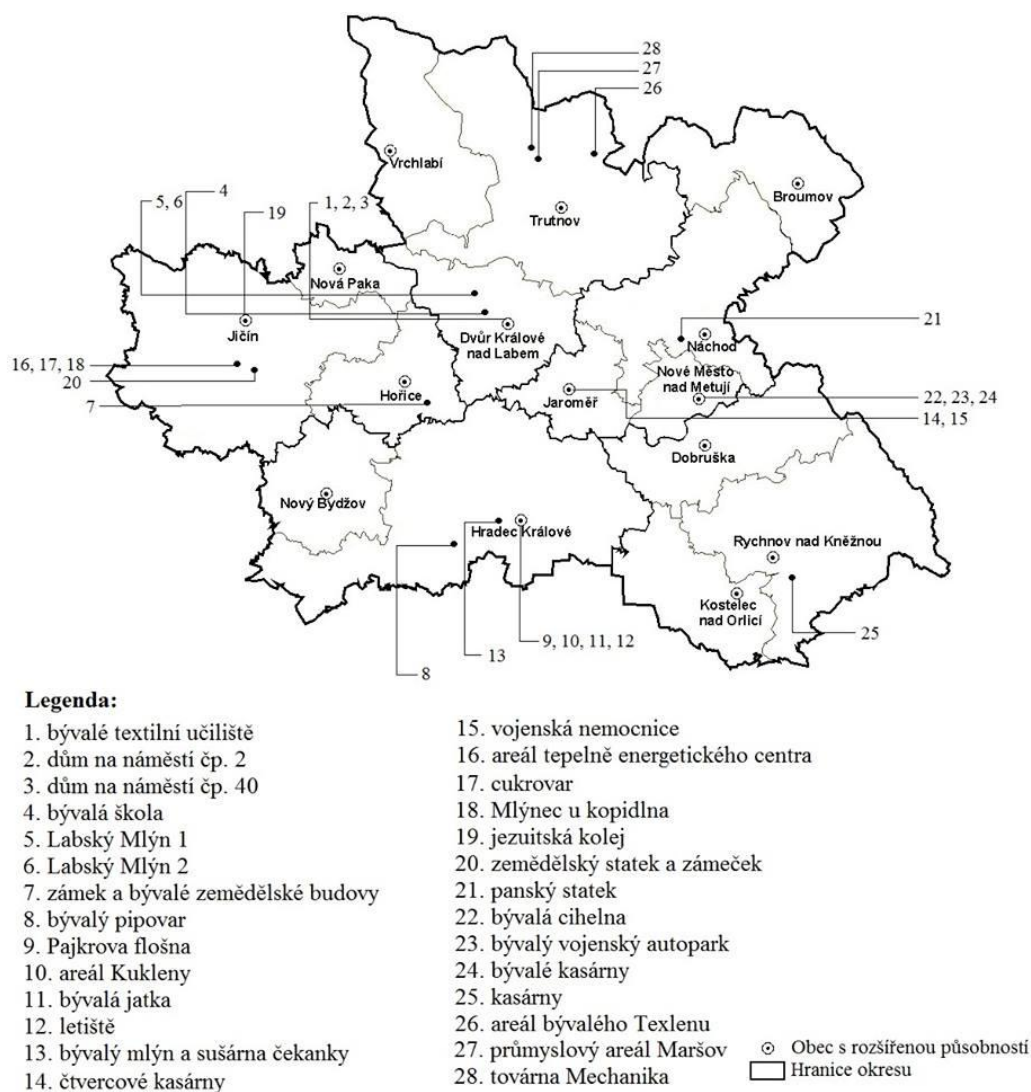 28
27
26
Vrchlabí
Broumov
4
5, 6
1, 2, 3
19
Trutnov
Nová Paka
Jičín
Dvůr Králové
nad Labem
21
Náchod
16, 17, 18
20
Nové Město
nad Metují
Hořice
Jaroměř
7
22, 23, 24
14, 15
Dobruška
Nový Bydžov
Hradec Králové
Rychnov nad Kněžnou
Kostelec
nad Orlicí
9, 10, 11, 12
25
13
8
Legenda:
1. bývalé textilní učiliště
2. dům na náměstí čp. 2
3. dům na náměstí čp. 40
4. bývalá škola
5. Labský Mlýn 1
6. Labský Mlýn 2
7. zámek a bývalé zemědělské budovy
8. bývalý pipovar
9. Pajkrova flošna
10. areál Kukleny
11. bývalá jatka
12. letiště
13. bývalý mlýn a sušárna čekanky
14. čtvercové kasárny
15. vojenská nemocnice
16. areál tepelně energetického centra
17. cukrovar
18. Mlýnec u kopidlna
19. jezuitská kolej
20. zemědělský statek a zámeček
21. panský statek
22. bývalá cihelna
23. bývalý vojenský autopark
24. bývalé kasárny
25. kasárny
26. areál bývalého Texlenu
27. průmyslový areál Maršov
28. továrna Mechanika
Obec s rozšířenou působností
Hranice okresu